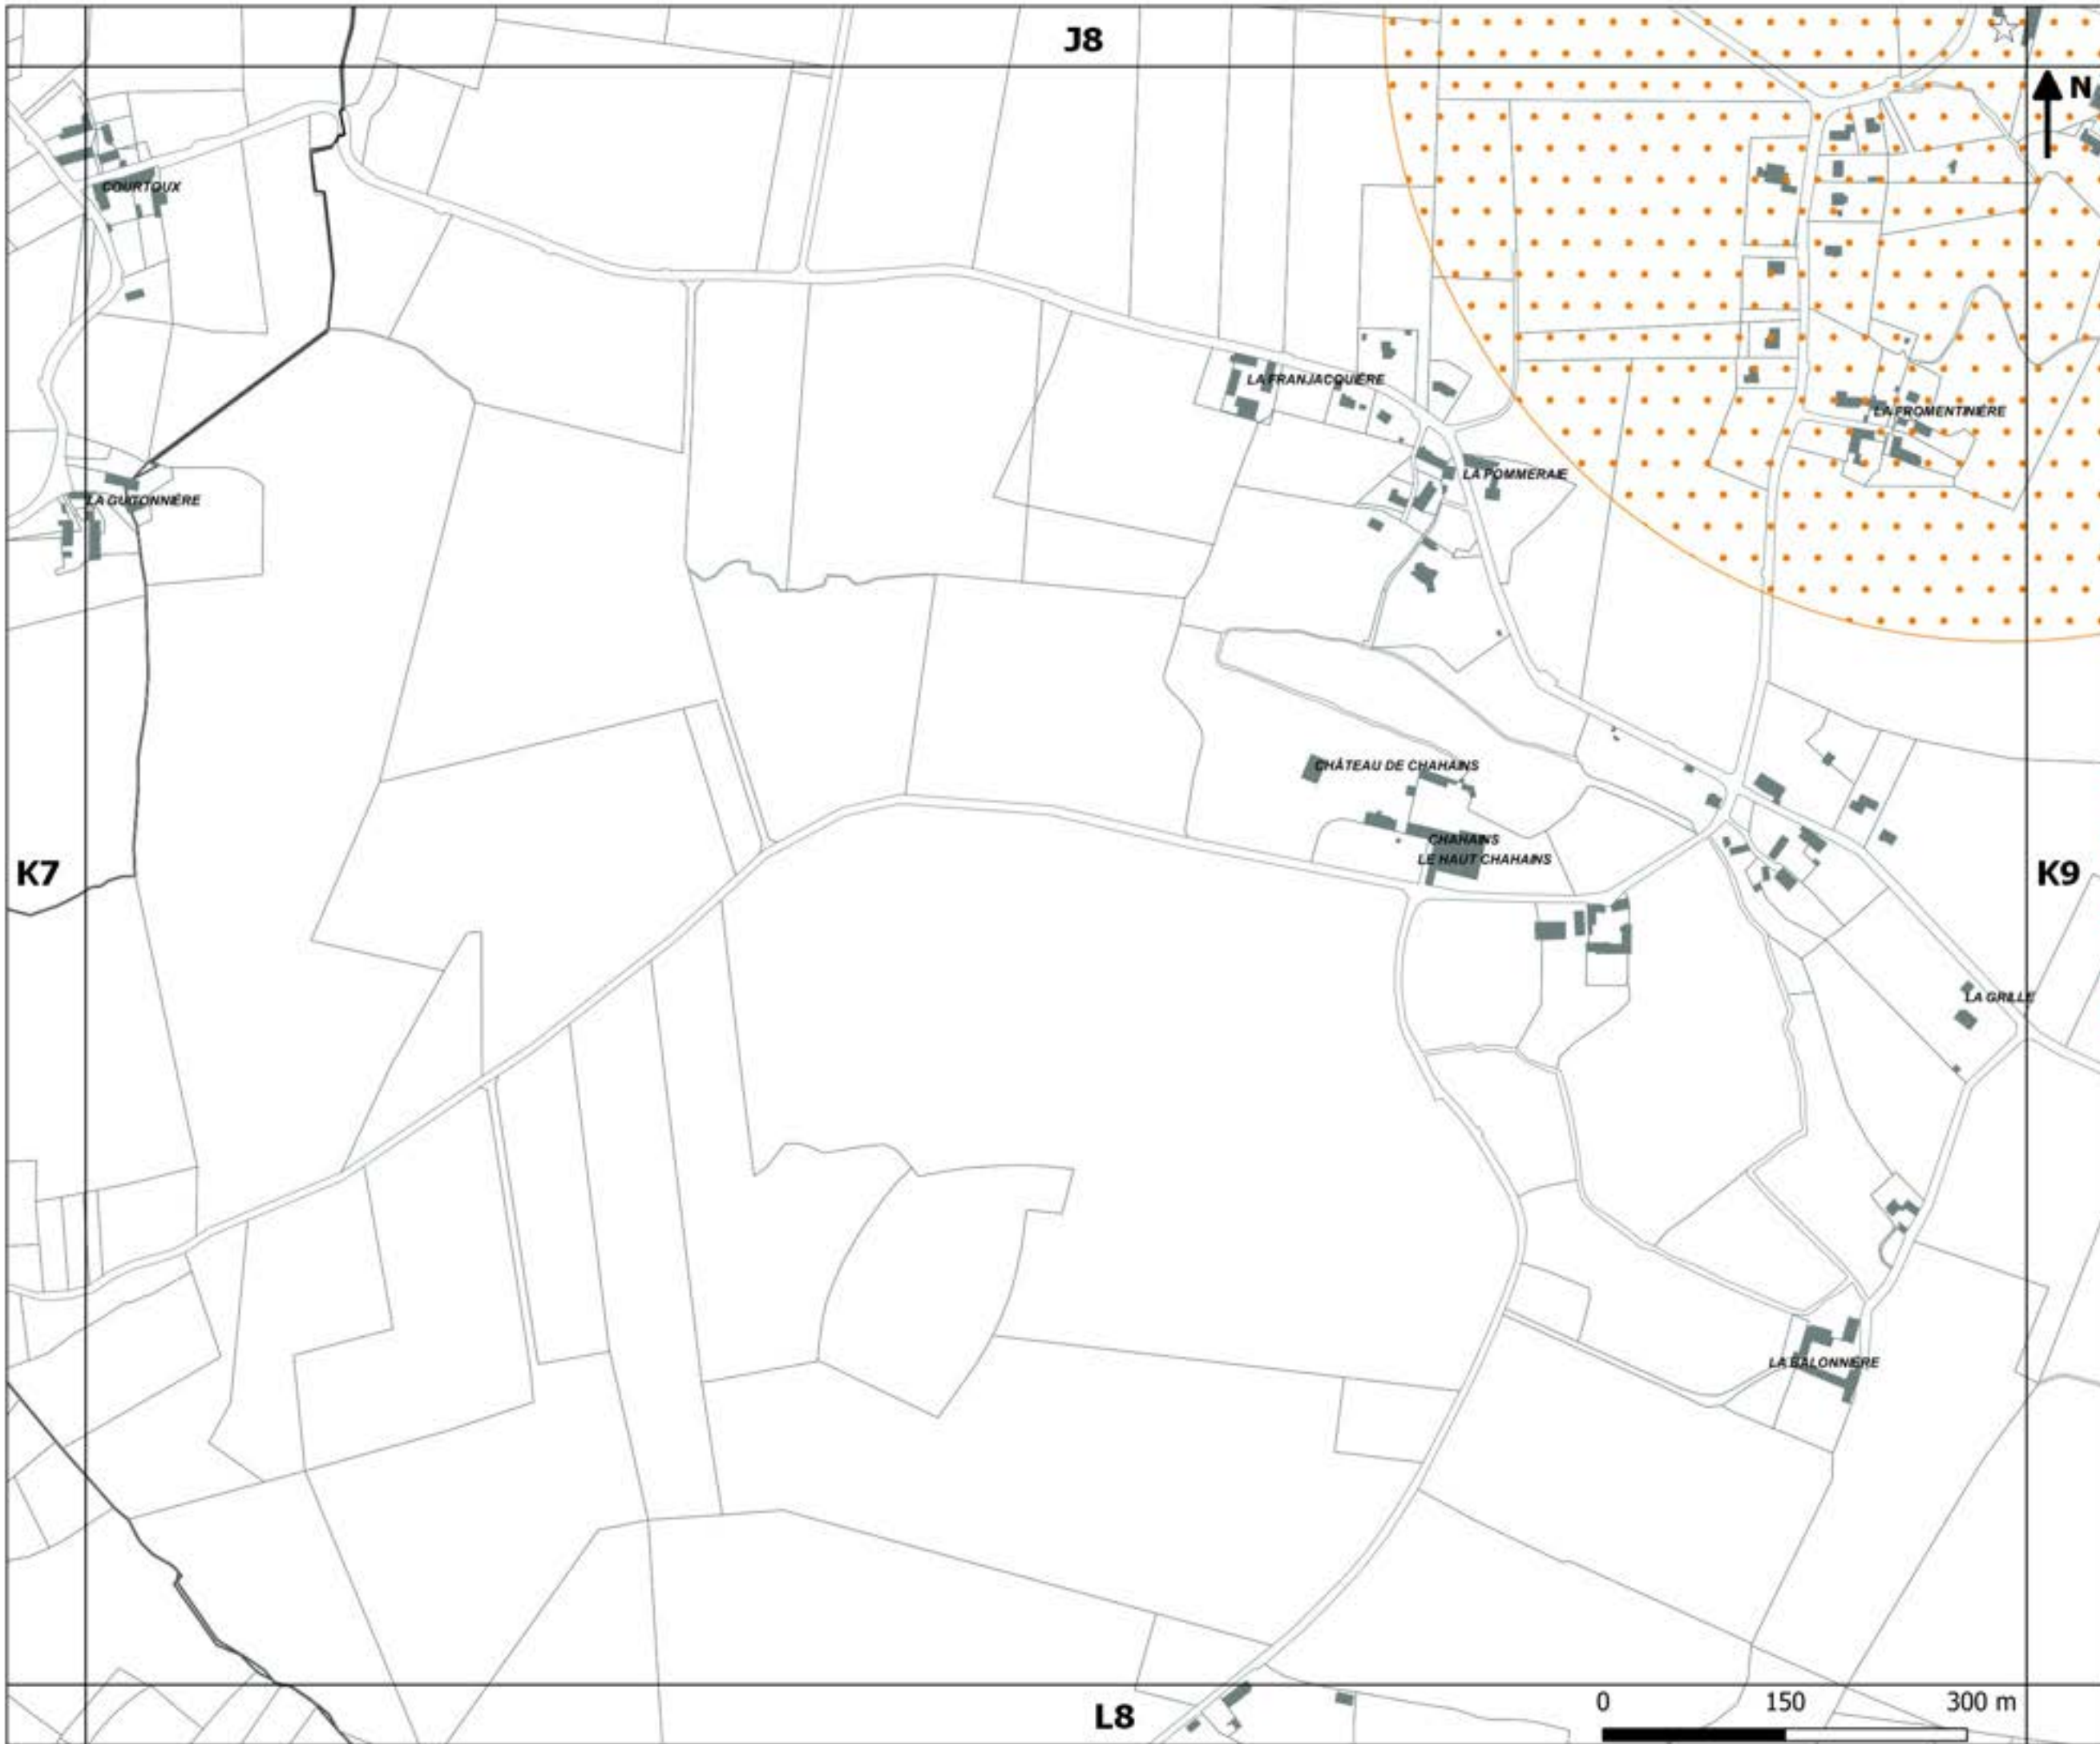 J8
N
COURTOUX
LA FRANJACQUIÈRE
LA FROMENTINIÈRE
LA POMMERAIE
LA GUITONNIÈRE
CHÂTEAU DE CHAHAINS
CHAHAINS
LE HAUT CHAHAINS
K7
K9
LA GRILLE
LA BALONNIÈRE
L8
0 150 300 m